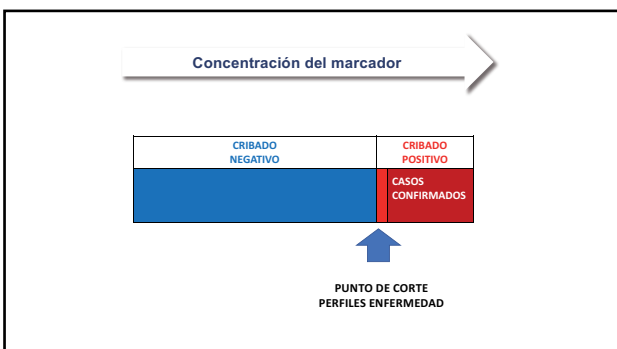 Concentración del marcador
CRIBADO
NEGATIVO
CRIBADO
POSITIVO
CASOS
CONFIRMADOS
PUNTO DE CORTE
PERFILES ENFERMEDAD